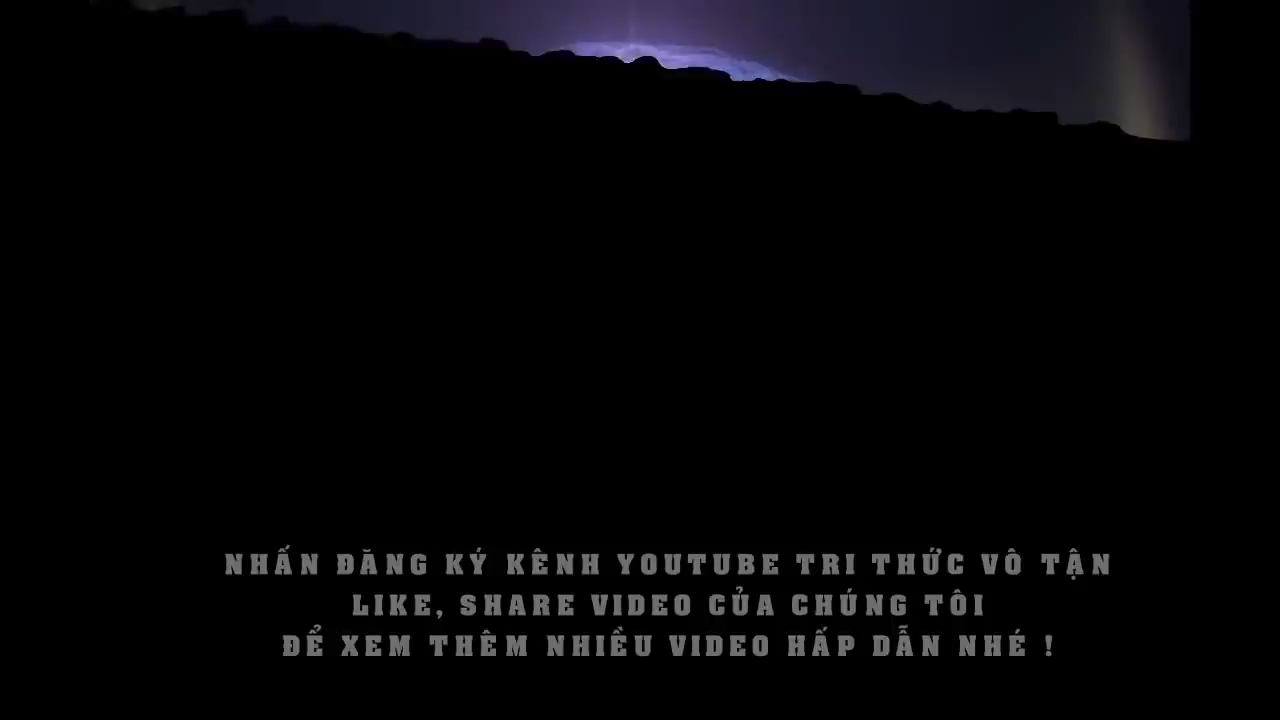 NHẤN ĐĂNG KÝ KÊNH YOUTUBE TRI THỨC VÔ TẬN
LIKE, SHARE VIDEO CỦA CHÚNG TÔI
ĐỂ XEM THÊM NHIỀU VIDEO HẤP DẪN NHÉ !